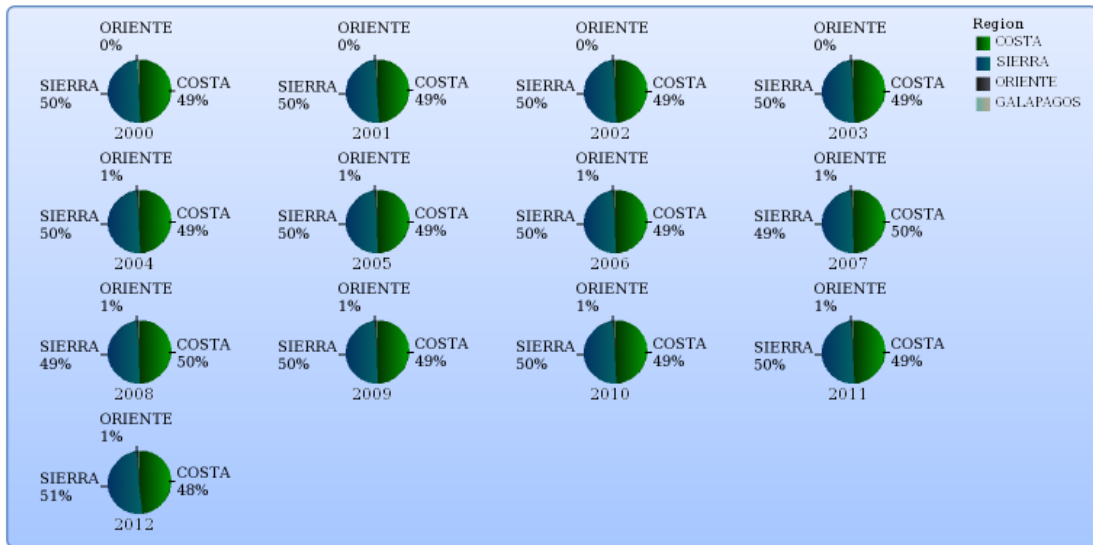 ORIENTE
0%
SIERRA
50%
COSTA
49%
2000
ORIENTE
0%
SIERRA
50%
COSTA
49%
2001
ORIENTE
0%
SIERRA
50%
COSTA
49%
2002
ORIENTE
0%
SIERRA
50%
COSTA
49%
2003
Region
COSTA
SIERRA
ORIENTE
GALAPAGOS
ORIENTE
1%
SIERRA
50%
COSTA
49%
2004
ORIENTE
1%
SIERRA
50%
COSTA
49%
2005
ORIENTE
1%
SIERRA
50%
COSTA
49%
2006
ORIENTE
1%
SIERRA
49%
COSTA
50%
2007
ORIENTE
1%
SIERRA
49%
COSTA
50%
2008
ORIENTE
1%
SIERRA
50%
COSTA
49%
2009
ORIENTE
1%
SIERRA
50%
COSTA
49%
2010
ORIENTE
1%
SIERRA
50%
COSTA
49%
2011
ORIENTE
1%
SIERRA
51%
COSTA
48%
2012